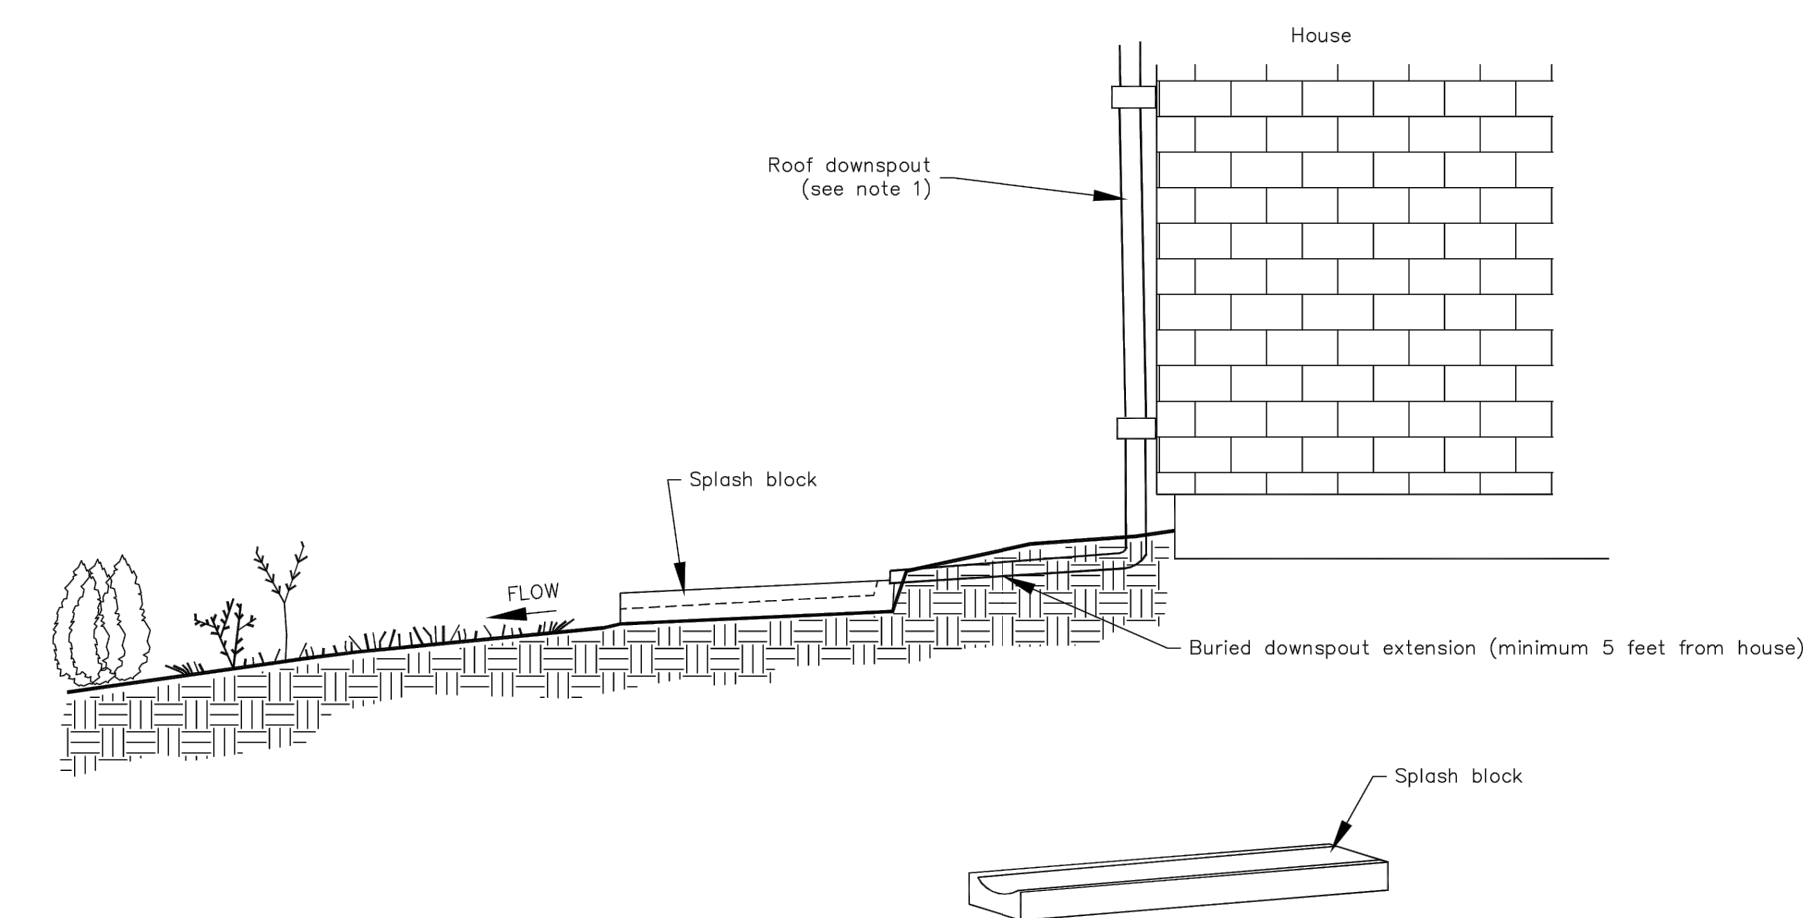 House
Roof downspout
(see note 1)
Splash block
FLOW
Buried downspout extension (minimum 5 feet from house)
Splash block